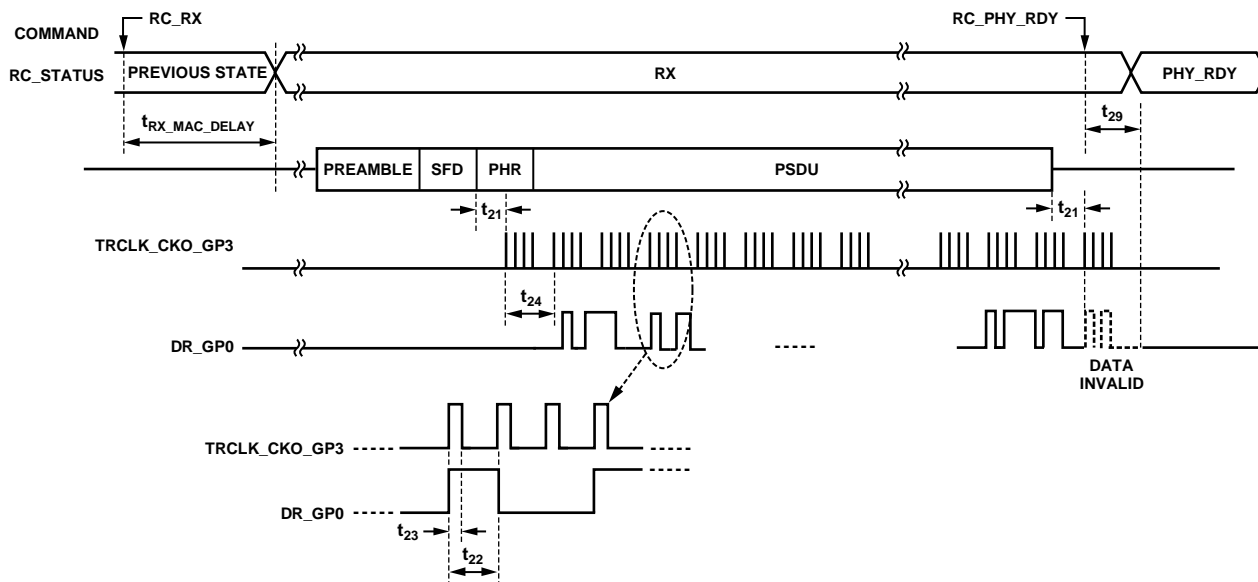 RC_RX
RC_PHY_RDY
COMMAND
RC_STATUS
PREVIOUS STATE
RX
PHY_RDY
tRX_MAC_DELAY
t29
PREAMBLE
SFD
PHR
PSDU
t21
t21
TRCLK_CKO_GP3
t24
DR_GP0
DATA
INVALID
TRCLK_CKO_GP3
DR_GP0
t23
t22